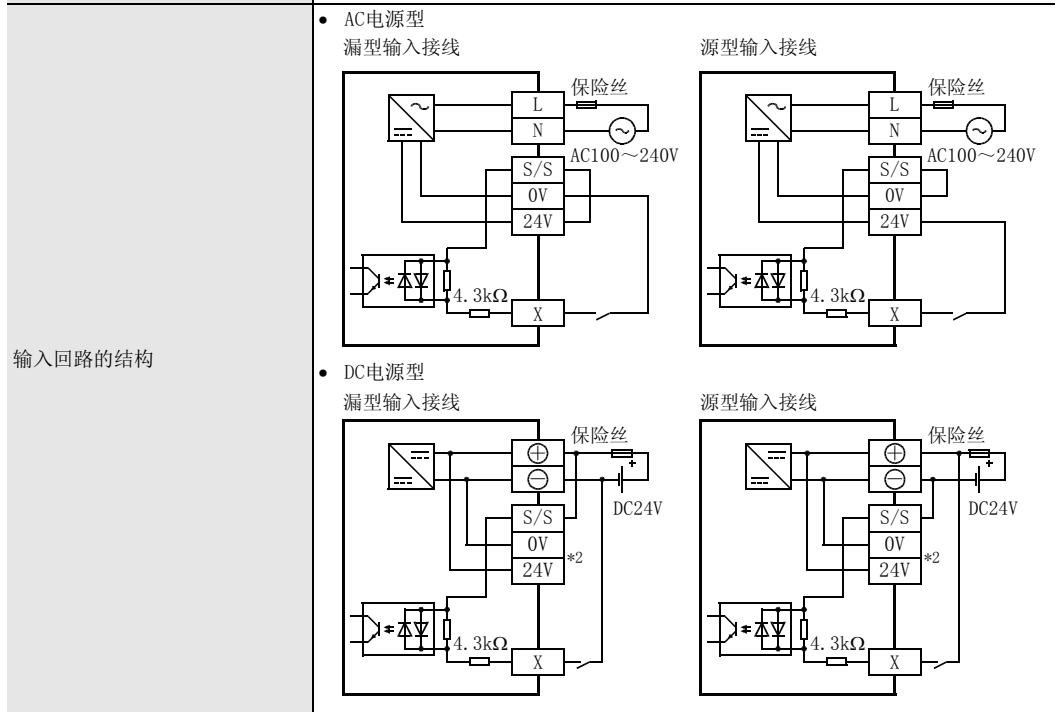 输入回路的结构
• AC电源型
漏型输入接线
保险丝
L
N
AC100～240V
S/S
0V
24V
4.3kΩ
X
源型输入接线
保险丝
L
N
AC100～240V
S/S
0V
24V
4.3kΩ
X
• DC电源型
漏型输入接线
保险丝
+
DC24V
S/S
0V
*2
24V
4.3kΩ
X
源型输入接线
保险丝
+
DC24V
S/S
0V
*2
24V
4.3kΩ
X